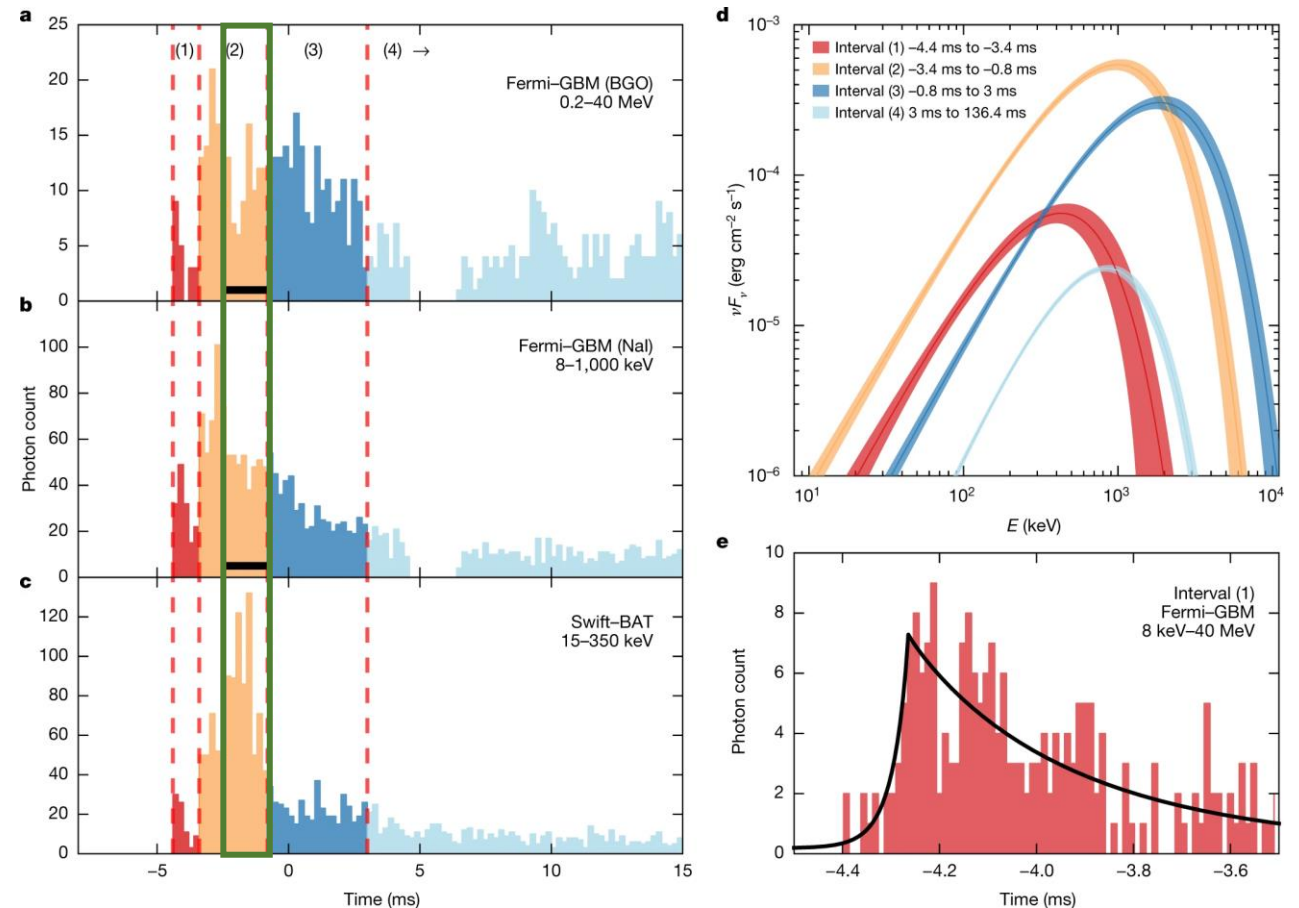 a
25
20
15
10
5
0
(1)
(2)
(3)
(4) →
Fermi–GBM (BGO)
0.2–40 MeV
b
100
80
60
40
20
0
Fermi–GBM (NaI)
8–1,000 keV
Photon count
c
120
100
80
60
40
20
0
Swift–BAT
15–350 keV
−5
0
5
10
15
Time (ms)
d
10⁻³
10⁻⁴
10⁻⁵
10⁻⁶
νFν (erg cm⁻² s⁻¹)
Interval (1) −4.4 ms to −3.4 ms
Interval (2) −3.4 ms to −0.8 ms
Interval (3) −0.8 ms to 3 ms
Interval (4) 3 ms to 136.4 ms
10¹
10²
10³
10⁴
E (keV)
e
10
8
6
4
2
0
Photon count
Interval (1)
Fermi–GBM
8 keV–40 MeV
−4.4
−4.2
−4.0
−3.8
−3.6
Time (ms)